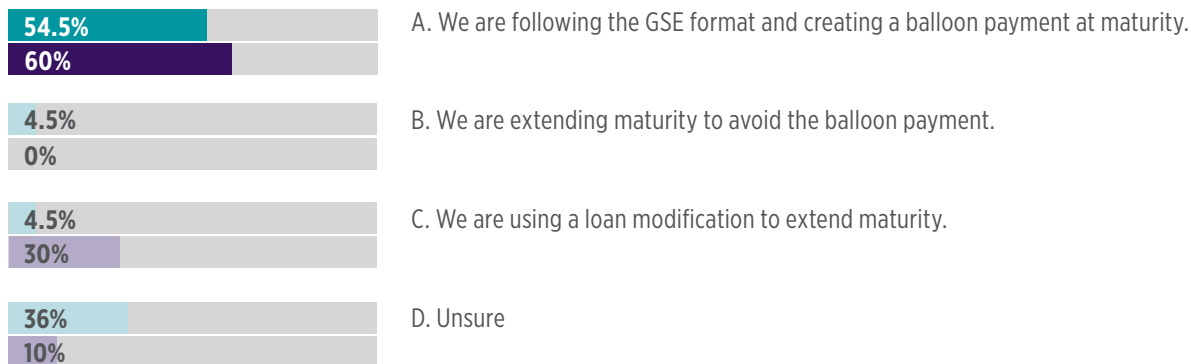 54.5%
A. We are following the GSE format and creating a balloon payment at maturity.
60%
4.5%
B. We are extending maturity to avoid the balloon payment.
0%
4.5%
C. We are using a loan modification to extend maturity.
30%
36%
D. Unsure
10%